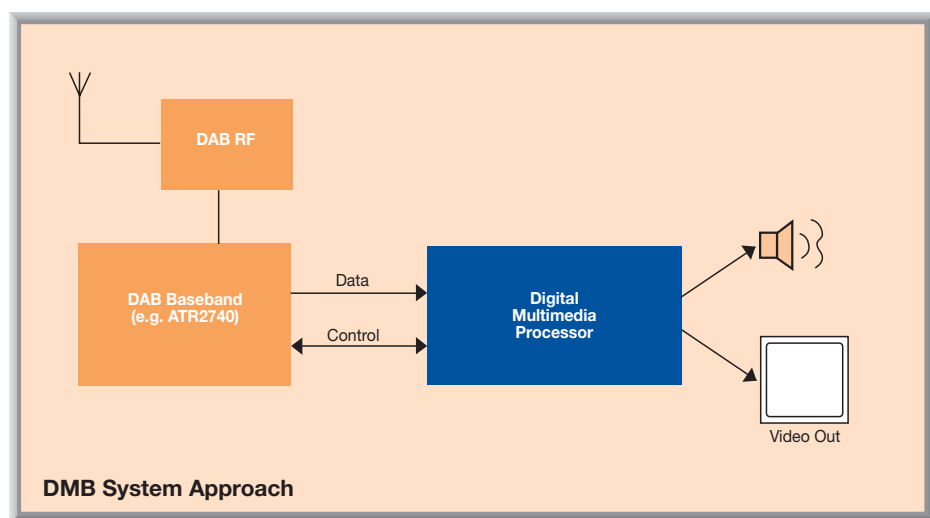 DAB RF
DAB Baseband
(e.g. ATR2740)
Data
Control
Digital
Multimedia
Processor
Video Out
DMB System Approach